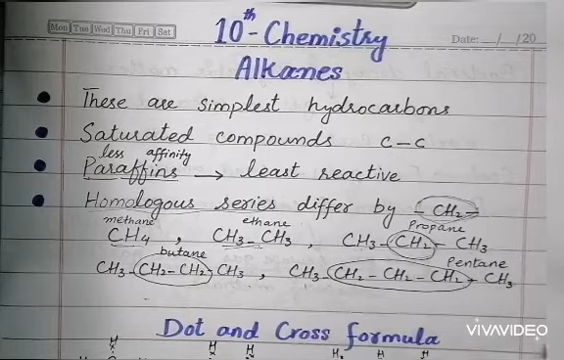 Mon Tue Wed Thu Fri Sat
10th - Chemistry
Date: __/__/20
Alkanes
These are simplest hydrocarbons
Saturated compounds C-C
less affinity
Paraffins → least reactive
Homologous series differ by -CH2-
methane ethane Propane
CH4 , CH3-CH3 , CH3-CH2-CH3
butane Pentane
CH3-CH2-CH2-CH3 , CH3-CH2-CH2-CH2-CH3
Dot and Cross formula
H H H H H H
VIVAVIDEO